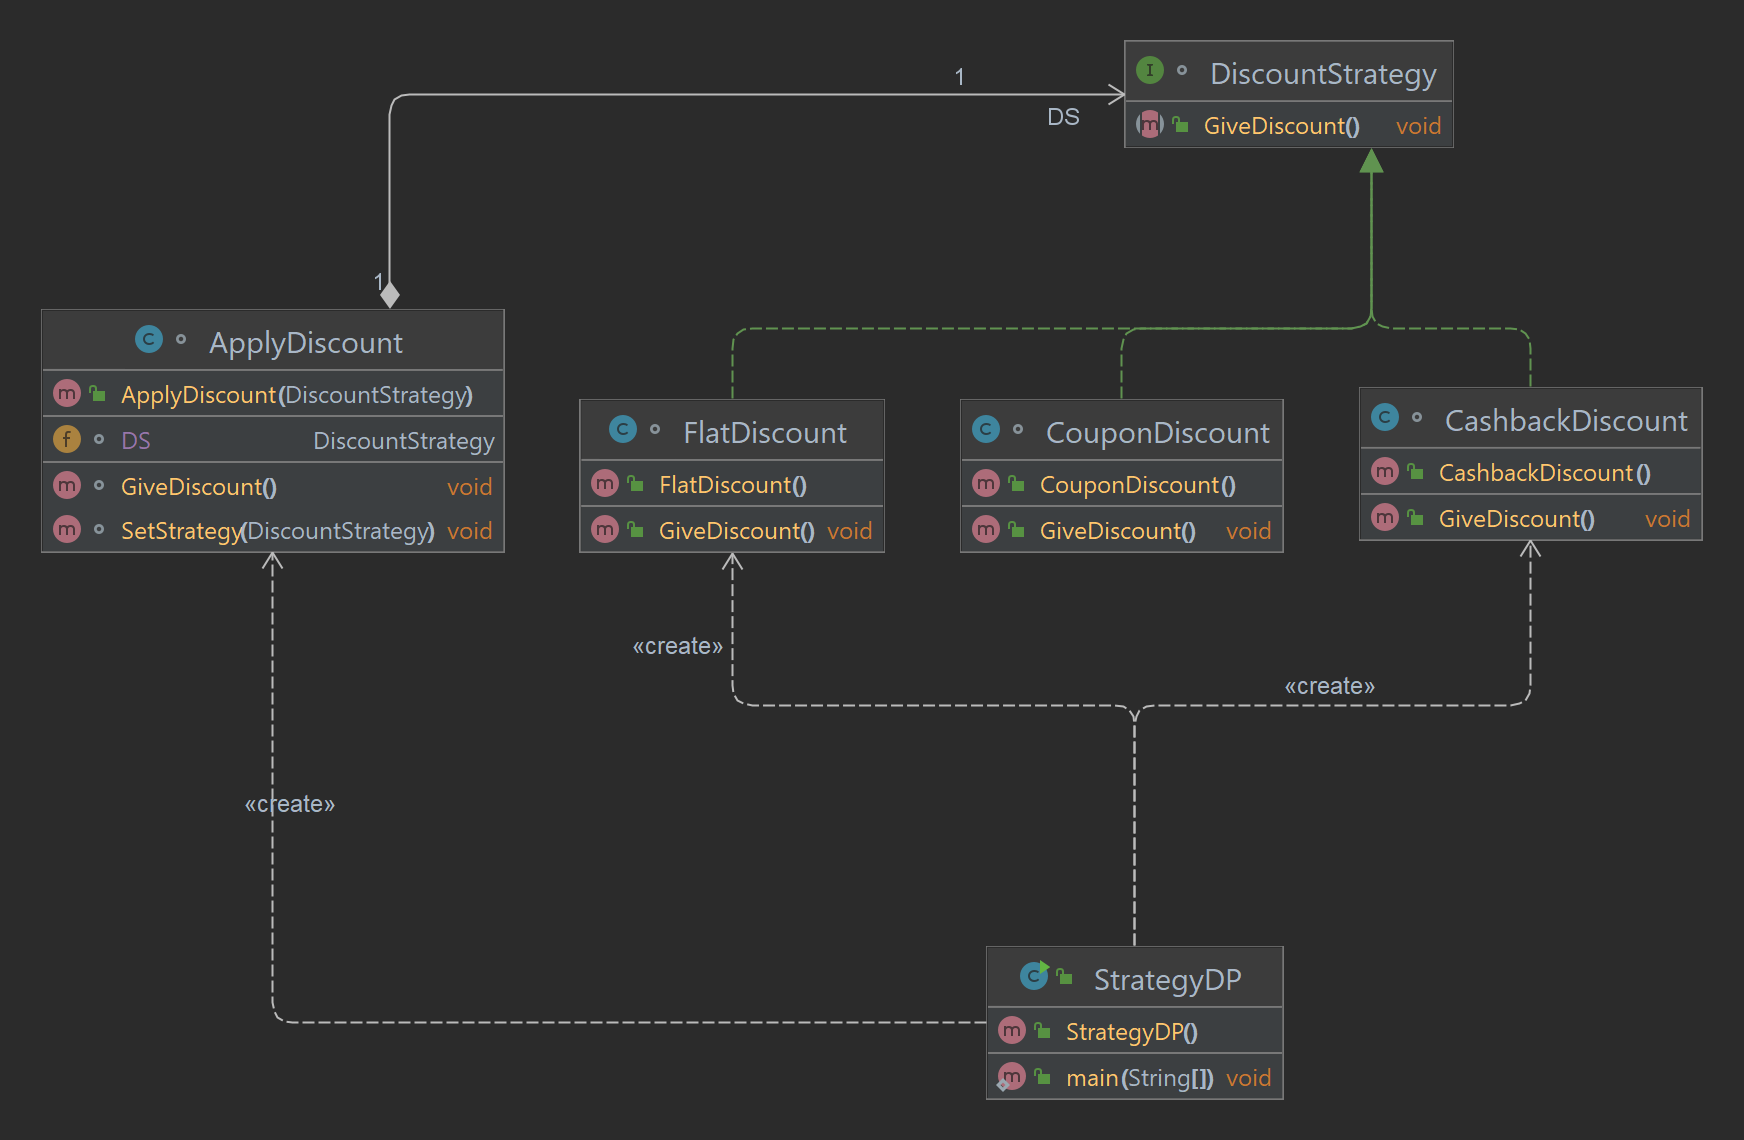 1
DS
I DiscountStrategy
m GiveDiscount() void
1
C ApplyDiscount
m ApplyDiscount(DiscountStrategy)
f DS DiscountStrategy
m GiveDiscount() void
m SetStrategy(DiscountStrategy) void
C FlatDiscount
m FlatDiscount()
m GiveDiscount() void
C CouponDiscount
m CouponDiscount()
m GiveDiscount() void
C CashbackDiscount
m CashbackDiscount()
m GiveDiscount() void
«create»
«create»
«create»
C StrategyDP
m StrategyDP()
m main(String[]) void